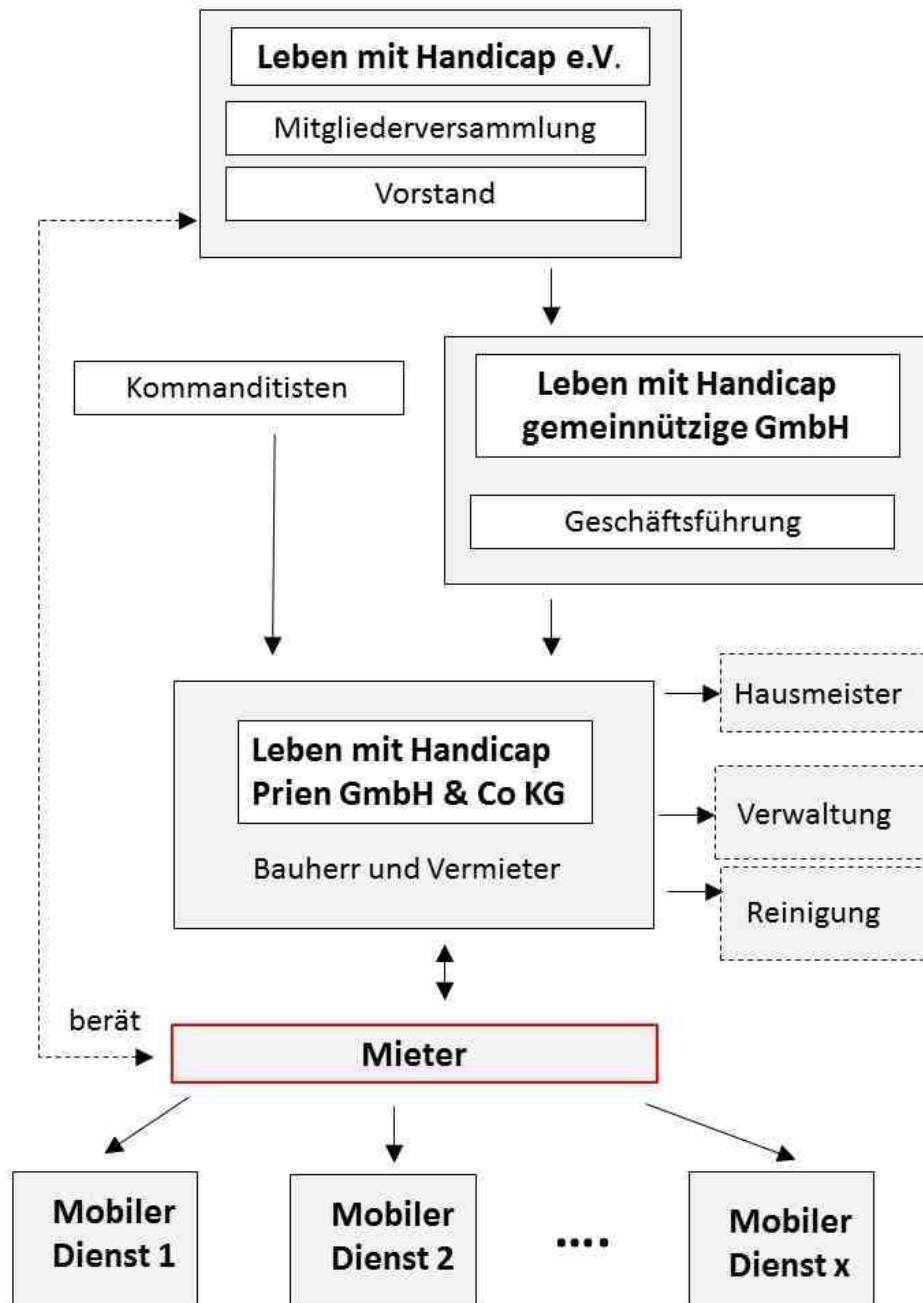 Leben mit Handicap e.V.
Mitgliederversammlung
Vorstand
Kommanditisten
Leben mit Handicap
gemeinnützige GmbH
Geschäftsführung
Hausmeister
Leben mit Handicap
Prien GmbH & Co KG
Bauherr und Vermieter
Verwaltung
Reinigung
berät
Mieter
Mobiler
Dienst 1
Mobiler
Dienst 2
....
Mobiler
Dienst x